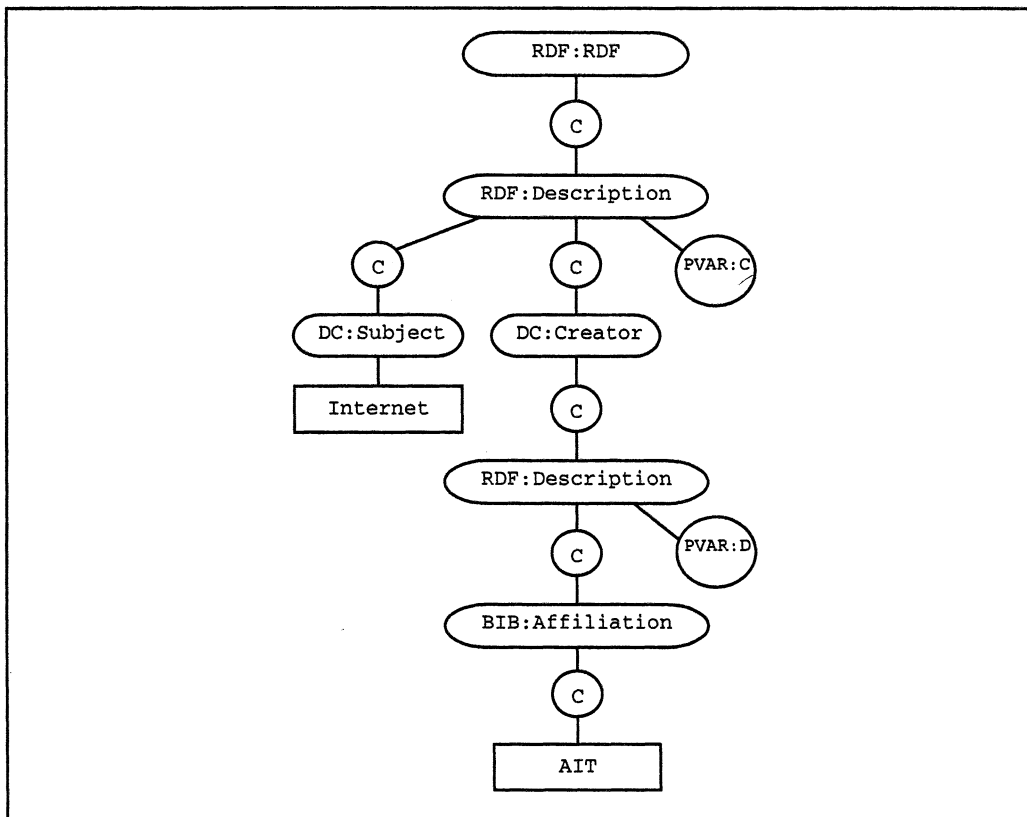 RDF:RDF
C
RDF:Description
C
C
PVAR:C
DC:Subject
DC:Creator
Internet
C
RDF:Description
C
PVAR:D
BIB:Affiliation
C
AIT